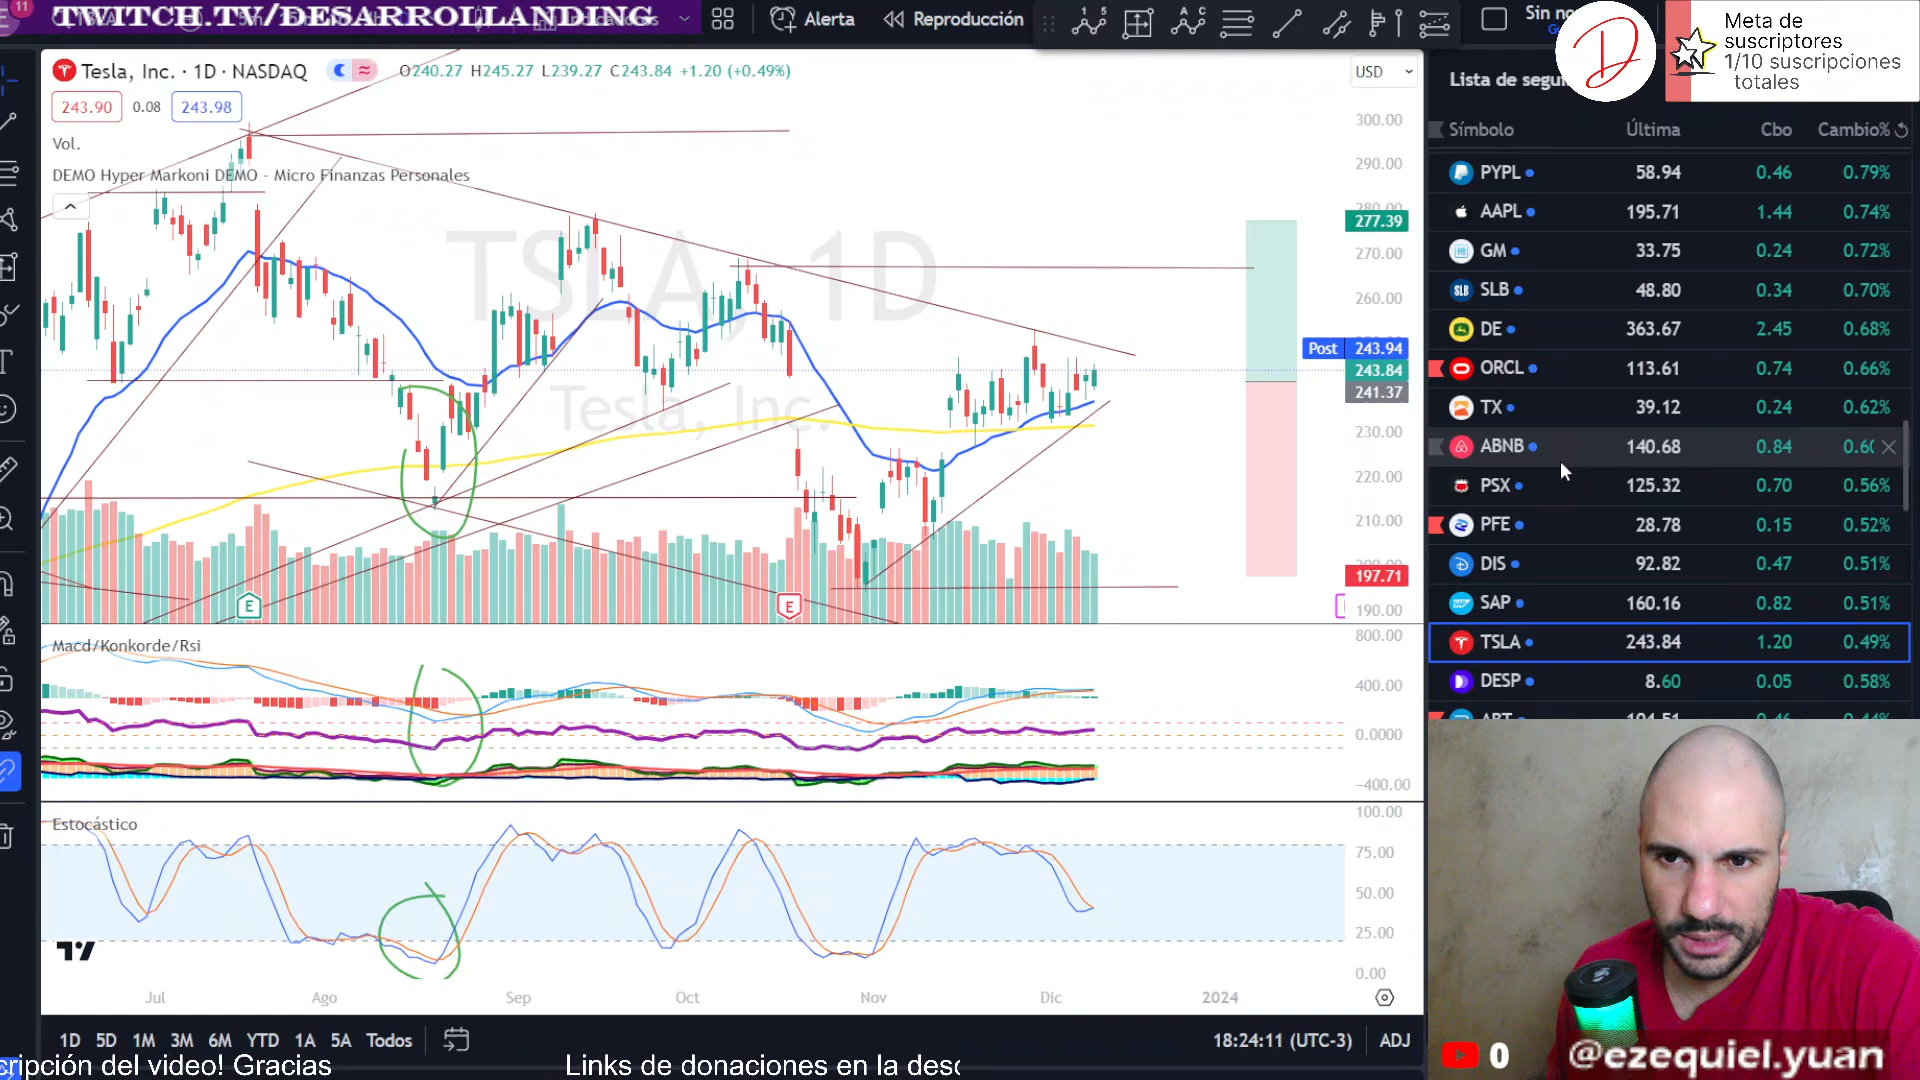 11
TWITCH.TV/DESARROLLANDING
Alerta
Reproducción
Meta de
suscriptores
1/10 suscripciones
totales
Tesla, Inc. · 1D · NASDAQ
O240.27 H245.27 L239.27 C243.84 +1.20 (+0.49%)
USD
243.90 0.08 243.98
Vol.
DEMO Hyper Markoni DEMO - Micro Finanzas Personales
TSLA, 1D
Tesla, Inc.
300.00
290.00
280.00
277.39
270.00
260.00
Post 243.94
243.84
241.37
230.00
220.00
210.00
197.71
190.00
E
E
Macd/Konkorde/Rsi
800.00
400.00
0.0000
−400.00
Estocástico
100.00
75.00
50.00
25.00
0.00
Jul Ago Sep Oct Nov Dic 2024
1D 5D 1M 3M 6M YTD 1A 5A Todos
18:24:11 (UTC-3) ADJ
Símbolo Última Cbo Cambio%
PYPL 58.94 0.46 0.79%
AAPL 195.71 1.44 0.74%
GM 33.75 0.24 0.72%
SLB 48.80 0.34 0.70%
DE 363.67 2.45 0.68%
ORCL 113.61 0.74 0.66%
TX 39.12 0.24 0.62%
ABNB 140.68 0.84
PSX 125.32 0.70 0.56%
PFE 28.78 0.15 0.52%
DIS 92.82 0.47 0.51%
SAP 160.16 0.82 0.51%
TSLA 243.84 1.20 0.49%
DESP 8.60 0.05 0.58%
0
@ezequiel.yuan
cripción del video! Gracias
Links de donaciones en la desc